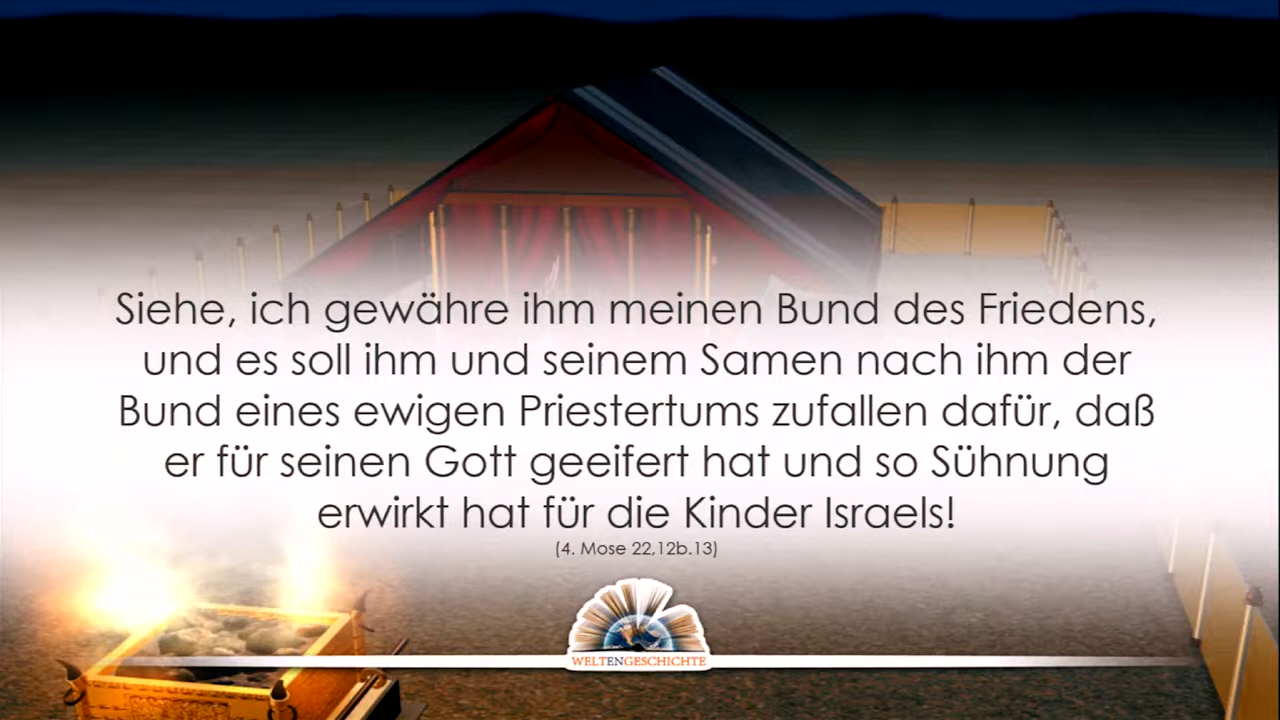 Siehe, ich gewähre ihm meinen Bund des Friedens,
und es soll ihm und seinem Samen nach ihm der
Bund eines ewigen Priestertums zufallen dafür, daß
er für seinen Gott geeifert hat und so Sühnung
erwirkt hat für die Kinder Israels!
(4. Mose 22,12b.13)
WELTENGESCHICHTE